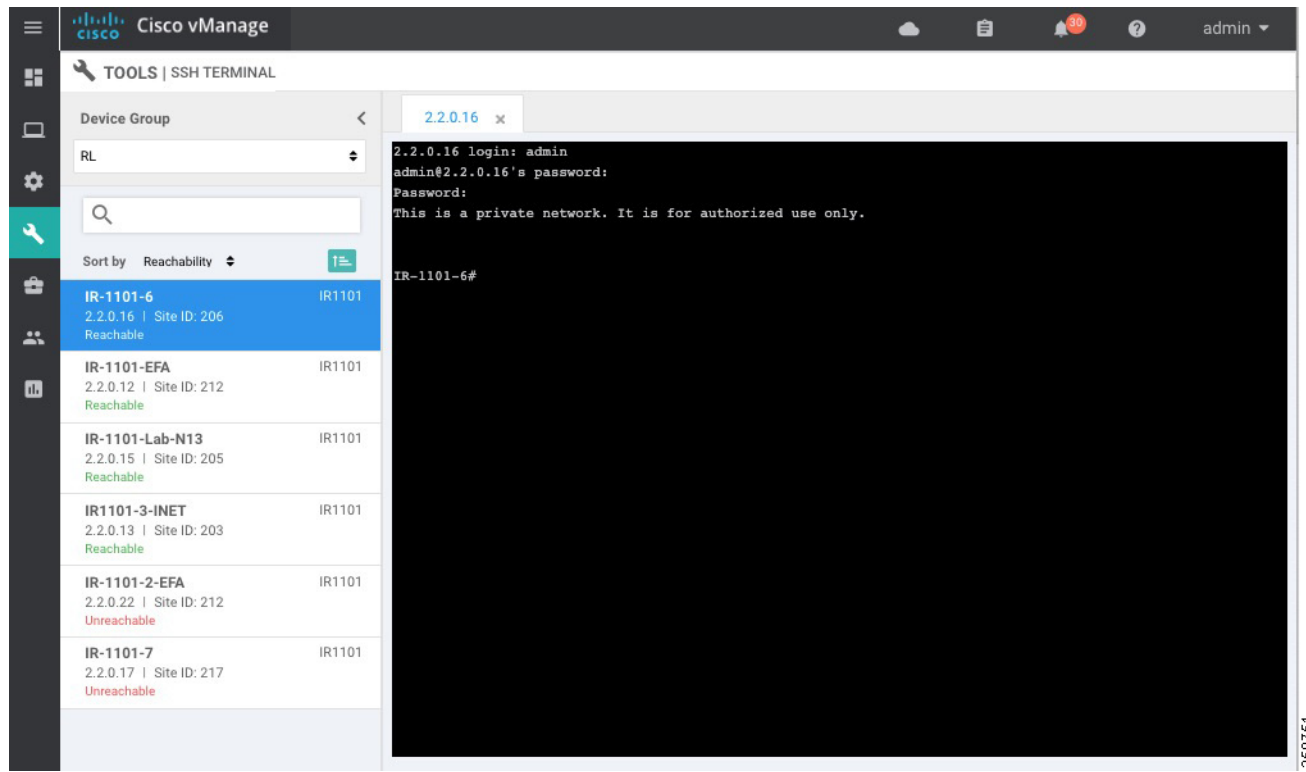 cisco Cisco vManage
30
admin
TOOLS | SSH TERMINAL
Device Group
RL
Sort by Reachability
IR-1101-6 IR1101
2.2.0.16 | Site ID: 206
Reachable
IR-1101-EFA IR1101
2.2.0.12 | Site ID: 212
Reachable
IR-1101-Lab-N13 IR1101
2.2.0.15 | Site ID: 205
Reachable
IR1101-3-INET IR1101
2.2.0.13 | Site ID: 203
Reachable
IR-1101-2-EFA IR1101
2.2.0.22 | Site ID: 212
Unreachable
IR-1101-7 IR1101
2.2.0.17 | Site ID: 217
Unreachable
2.2.0.16 x
2.2.0.16 login: admin
admin@2.2.0.16's password:
Password:
This is a private network. It is for authorized use only.
IR-1101-6#